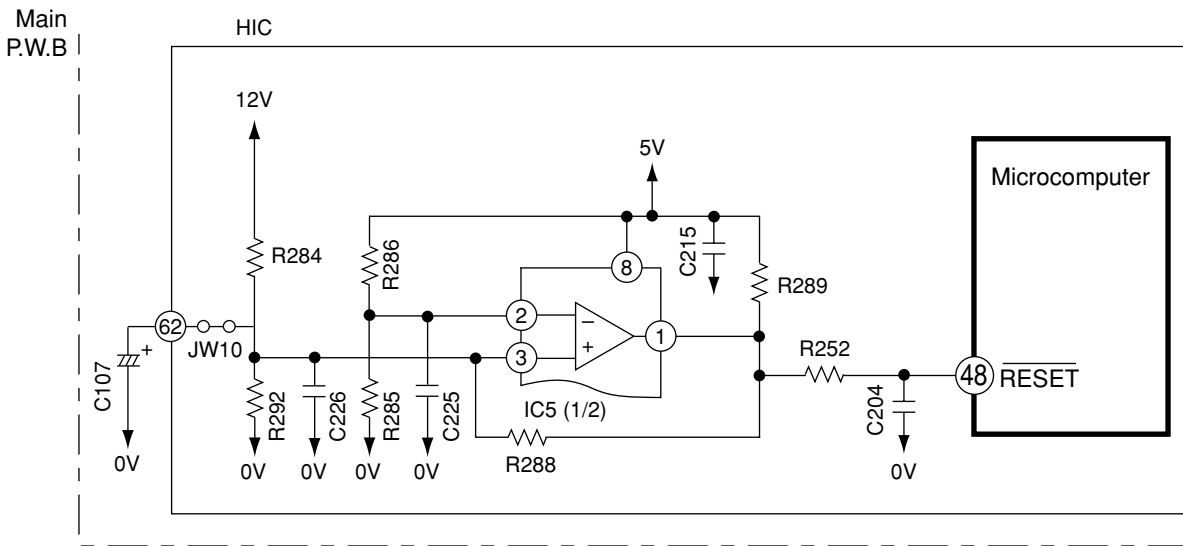 Main
P.W.B
HIC
12V
5V
Microcomputer
R284
R286
8
C215
R289
62
JW10
2
3
1
R252
48
RESET
C107
+
R292
C226
R285
C225
−
+
IC5 (1/2)
C204
R288
0V
0V
0V
0V
0V
0V